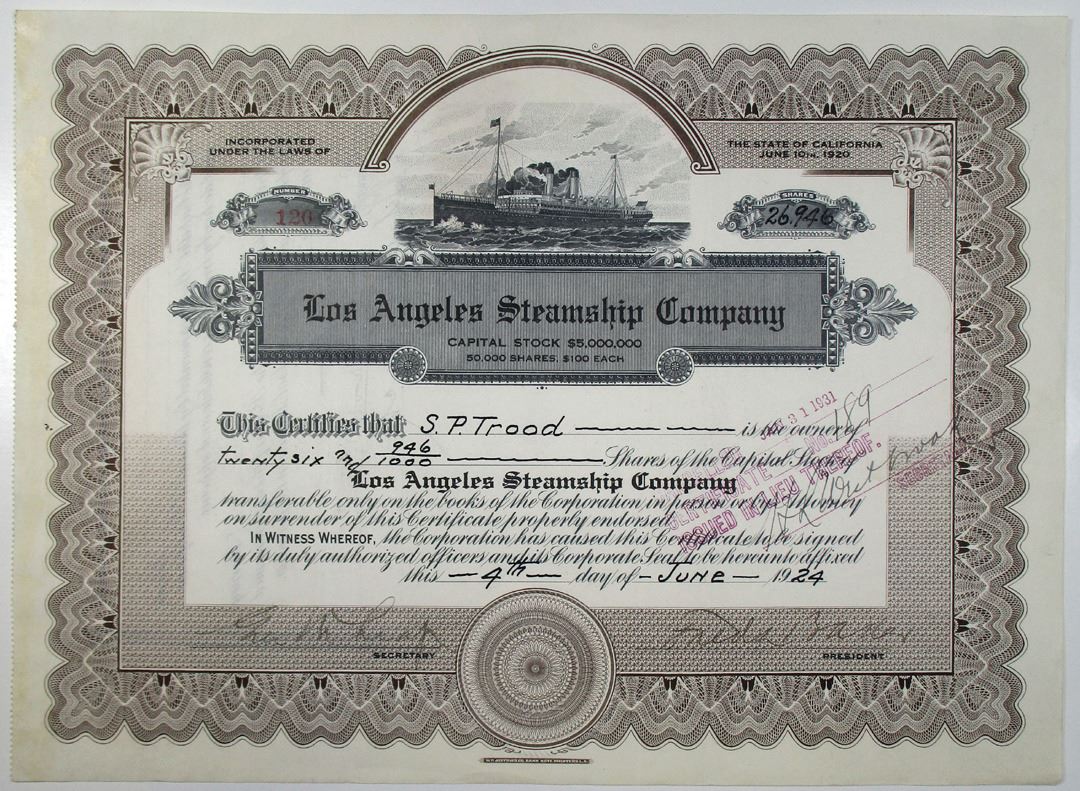 INCORPORATED
UNDER THE LAWS OF
THE STATE OF CALIFORNIA
JUNE 10TH, 1920
NUMBER
120
SHARES
26.946
Los Angeles Steamship Company
CAPITAL STOCK $5,000,000
50,000 SHARES, $100 EACH
This Certifies that S.P. Trood is the owner of
twenty six and 946/1000 Shares of the Capital Stock of
Los Angeles Steamship Company
transferable only on the books of the Corporation in person or by Attorney
on surrender of this Certificate properly endorsed.
In Witness Whereof, the Corporation has caused this Certificate to be signed
by its duly authorized officers and its Corporate Seal to be hereunto affixed
this 4th day of June 1924
31 1931
CERTIFICATE NO. 189
ISSUED IN LIEU THEREOF.
SECRETARY
PRESIDENT